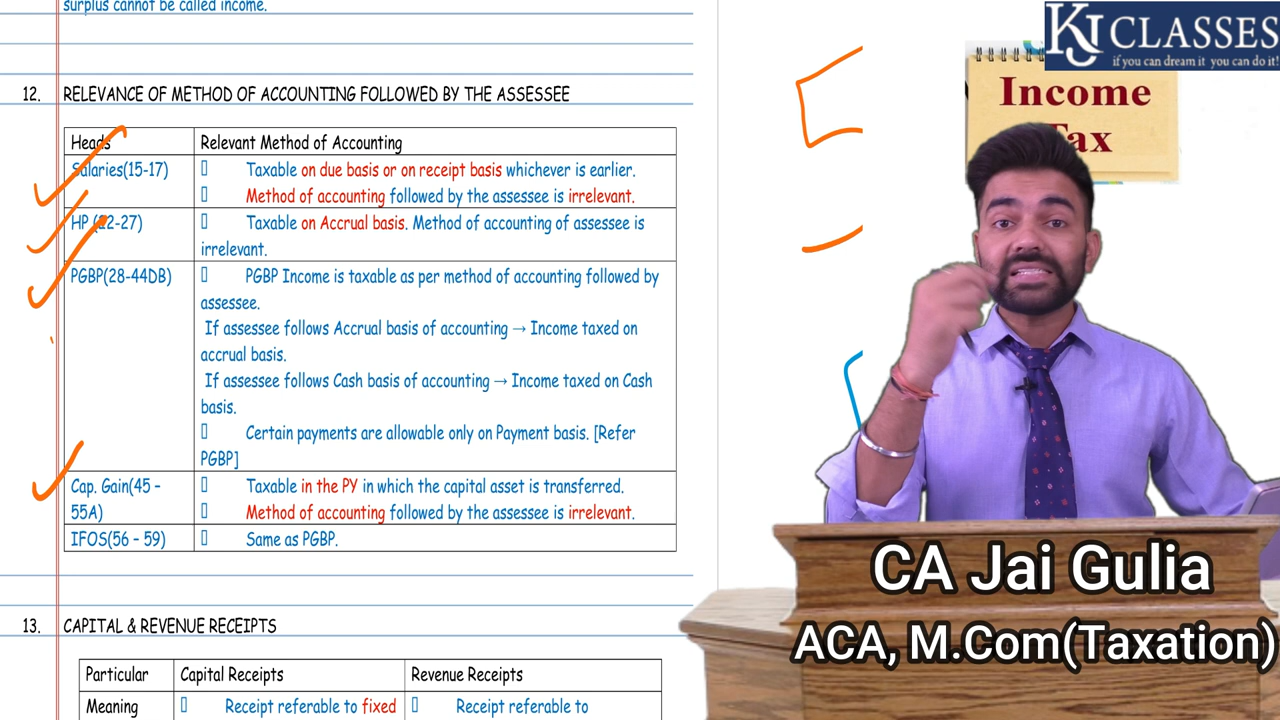 surplus cannot be called income.
12. RELEVANCE OF METHOD OF ACCOUNTING FOLLOWED BY THE ASSESSEE
Heads Relevant Method of Accounting
Salaries(15-17) Taxable on due basis or on receipt basis whichever is earlier.
Method of accounting followed by the assessee is irrelevant.
HP (22-27) Taxable on Accrual basis. Method of accounting of assessee is
irrelevant.
PGBP(28-44DB) PGBP Income is taxable as per method of accounting followed by
assessee.
If assessee follows Accrual basis of accounting → Income taxed on
accrual basis.
If assessee follows Cash basis of accounting → Income taxed on Cash
basis.
Certain payments are allowable only on Payment basis. [Refer
PGBP]
Cap. Gain(45 – Taxable in the PY in which the capital asset is transferred.
55A) Method of accounting followed by the assessee is irrelevant.
IFOS(56 – 59) Same as PGBP.
13. CAPITAL & REVENUE RECEIPTS
Particular Capital Receipts Revenue Receipts
Meaning Receipt referable to fixed Receipt referable to
KJ CLASSES
if you can dream it you can do it!
Income
Tax
CA Jai Gulia
ACA, M.Com(Taxation)